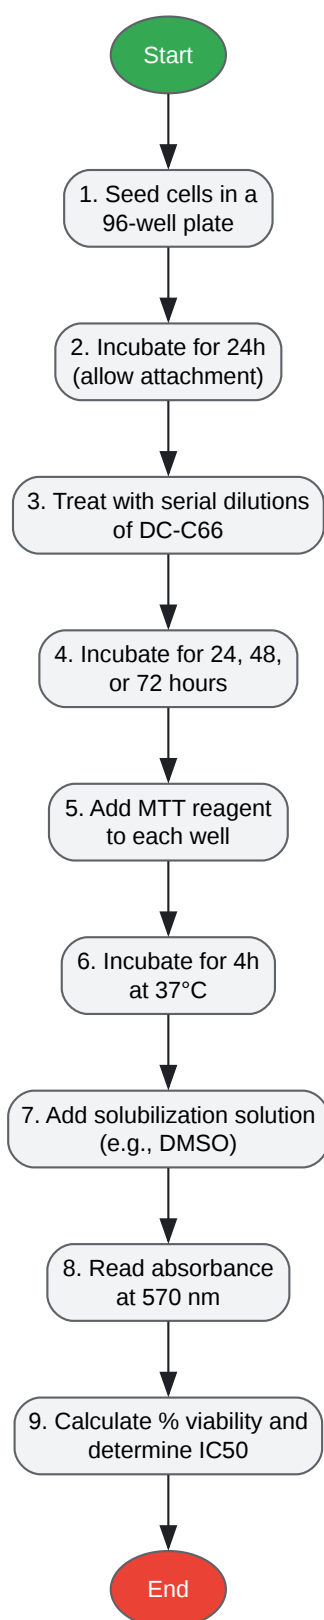 Start
1. Seed cells in a
96-well plate
2. Incubate for 24h
(allow attachment)
3. Treat with serial dilutions
of DC-C66
4. Incubate for 24, 48,
or 72 hours
5. Add MTT reagent
to each well
6. Incubate for 4h
at 37°C
7. Add solubilization solution
(e.g., DMSO)
8. Read absorbance
at 570 nm
9. Calculate % viability and
determine IC50
End